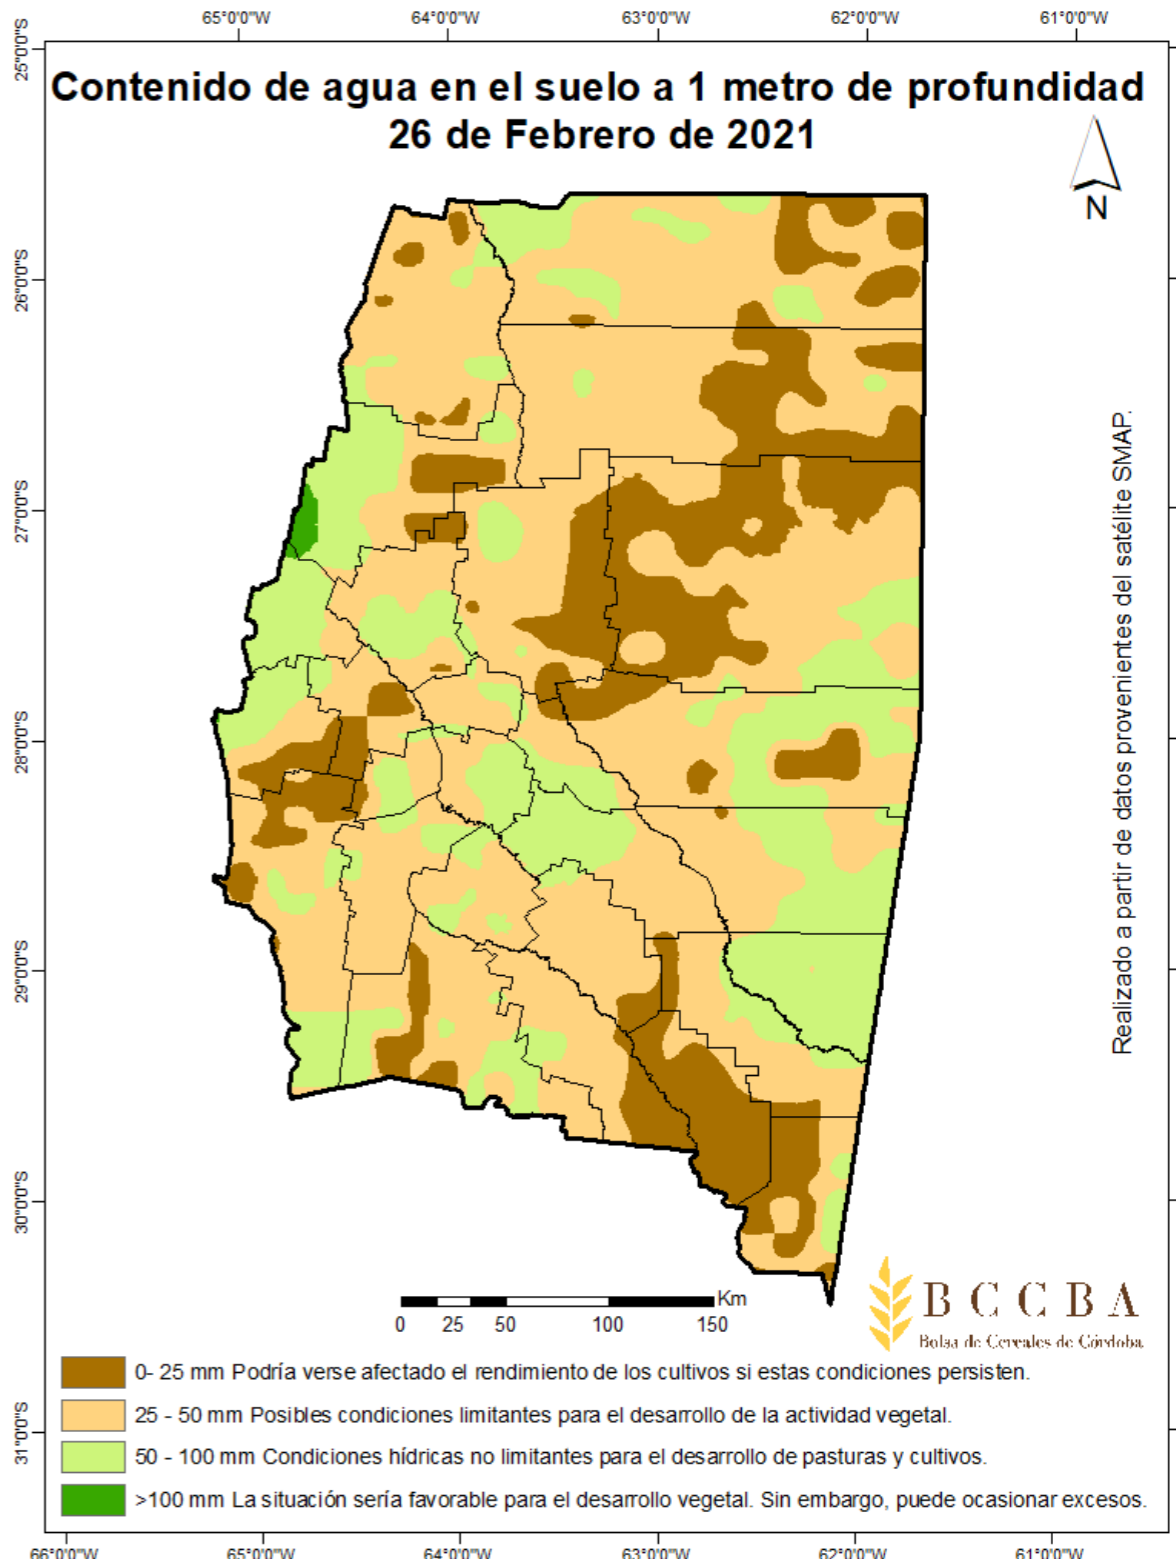 65°0'0"W 64°0'0"W 63°0'0"W 62°0'0"W 61°0'0"W
25°0'0"S
Contenido de agua en el suelo a 1 metro de profundidad
26 de Febrero de 2021
N
26°0'0"S
27°0'0"S
28°0'0"S
29°0'0"S
30°0'0"S
31°0'0"S
Realizado a partir de datos provenientes del satélite SMAP.
Km
0 25 50 100 150
BCCBA
Bolsa de Cereales de Córdoba
0- 25 mm Podría verse afectado el rendimiento de los cultivos si estas condiciones persisten.
25 - 50 mm Posibles condiciones limitantes para el desarrollo de la actividad vegetal.
50 - 100 mm Condiciones hídricas no limitantes para el desarrollo de pasturas y cultivos.
>100 mm La situación sería favorable para el desarrollo vegetal. Sin embargo, puede ocasionar excesos.
66°0'0"W 65°0'0"W 64°0'0"W 63°0'0"W 62°0'0"W 61°0'0"W